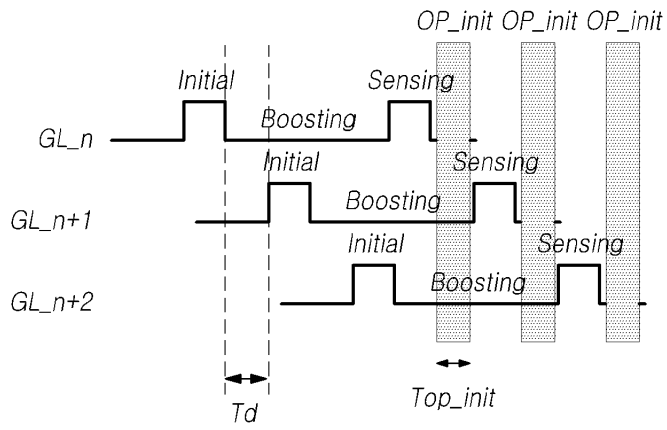 OP_init OP_init OP_init
Initial Sensing
GL_n Boosting
Initial Sensing
GL_n+1 Boosting
Initial Sensing
GL_n+2 Boosting
Td Top_init